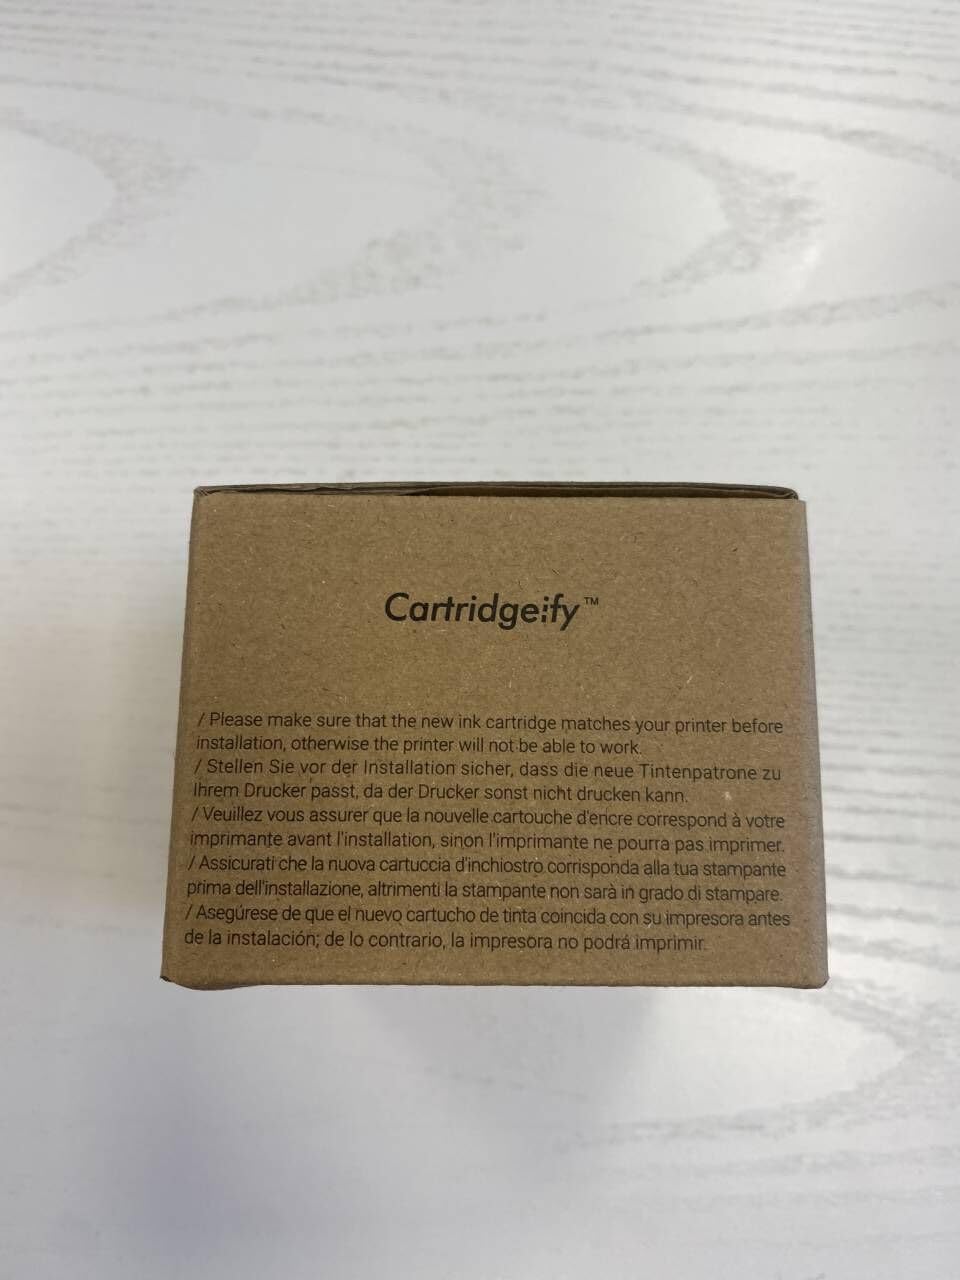 Cartridgeify™
/ Please make sure that the new ink cartridge matches your printer before
installation, otherwise the printer will not be able to work.
/ Stellen Sie vor der Installation sicher, dass die neue Tintenpatrone zu
Ihrem Drucker passt, da der Drucker sonst nicht drucken kann.
/ Veuillez vous assurer que la nouvelle cartouche d'encre correspond à votre
imprimante avant l'installation, sinon l'imprimante ne pourra pas imprimer.
/ Assicurati che la nuova cartuccia d'inchiostro corrisponda alla tua stampante
prima dell'installazione, altrimenti la stampante non sarà in grado di stampare.
/ Asegúrese de que el nuevo cartucho de tinta coincida con su impresora antes
de la instalación; de lo contrario, la impresora no podrá imprimir.